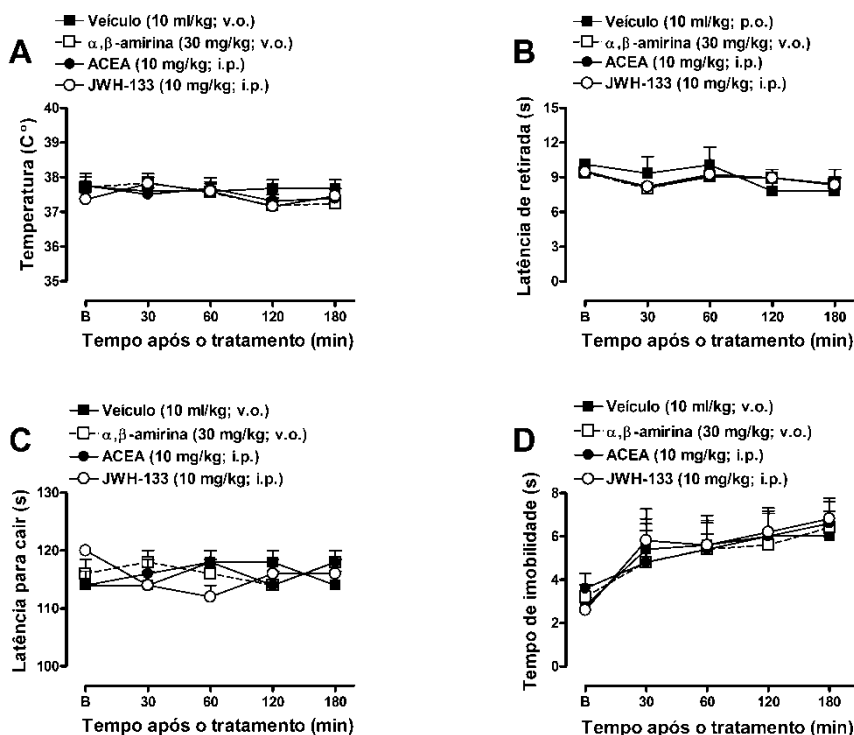 A
Veículo (10 ml/kg; v.o.)
α,β-amirina (30 mg/kg; v.o.)
ACEA (10 mg/kg; i.p.)
JWH-133 (10 mg/kg; i.p.)
Temperatura (C°)
40
38
37
35
B 30 60 120 180
Tempo após o tratamento (min)
B
Veículo (10 ml/kg; p.o.)
α,β-amirina (30 mg/kg; v.o.)
ACEA (10 mg/kg; i.p.)
JWH-133 (10 mg/kg; i.p.)
Latência de retirada (s)
15
12
9
6
3
0
B 30 60 120 180
Tempo após o tratamento (min)
C
Veículo (10 ml/kg; v.o.)
α,β-amirina (30 mg/kg; v.o.)
ACEA (10 mg/kg; i.p.)
JWH-133 (10 mg/kg; i.p.)
Latência para cair (s)
130
120
110
100
B 30 60 120 180
Tempo após o tratamento (min)
D
Veículo (10 ml/kg; v.o.)
α,β-amirina (30 mg/kg; v.o.)
ACEA (10 mg/kg; i.p.)
JWH-133 (10 mg/kg; i.p.)
Tempo de imobilidade (s)
8
6
4
2
0
B 30 60 120 180
Tempo após o tratamento (min)